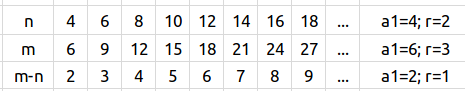 n 4 6 8 10 12 14 16 18 ... a1=4; r=2
m 6 9 12 15 18 21 24 27 ... a1=6; r=3
m-n 2 3 4 5 6 7 8 9 ... a1=2; r=1